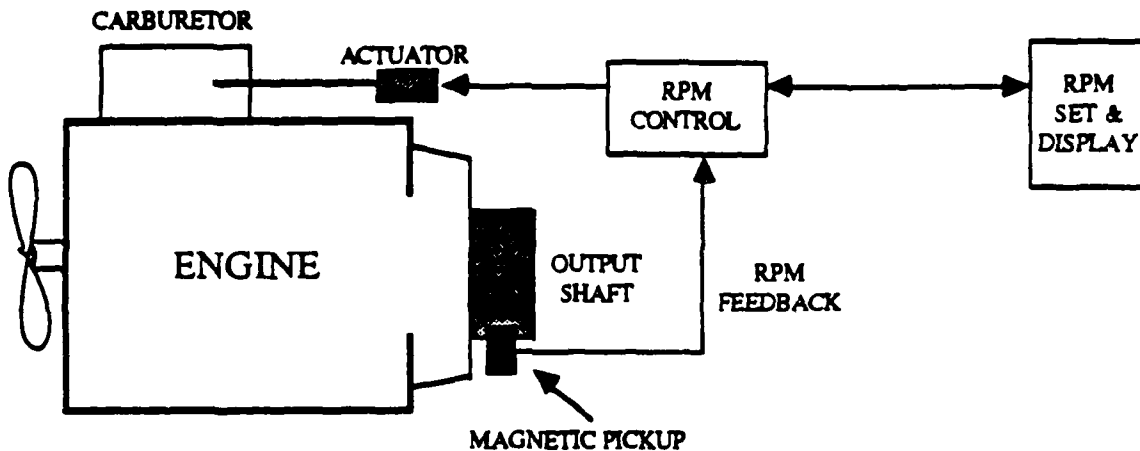 CARBURETOR
ACTUATOR
RPM
CONTROL
RPM
SET &
DISPLAY
ENGINE
OUTPUT
SHAFT
RPM
FEEDBACK
MAGNETIC PICKUP